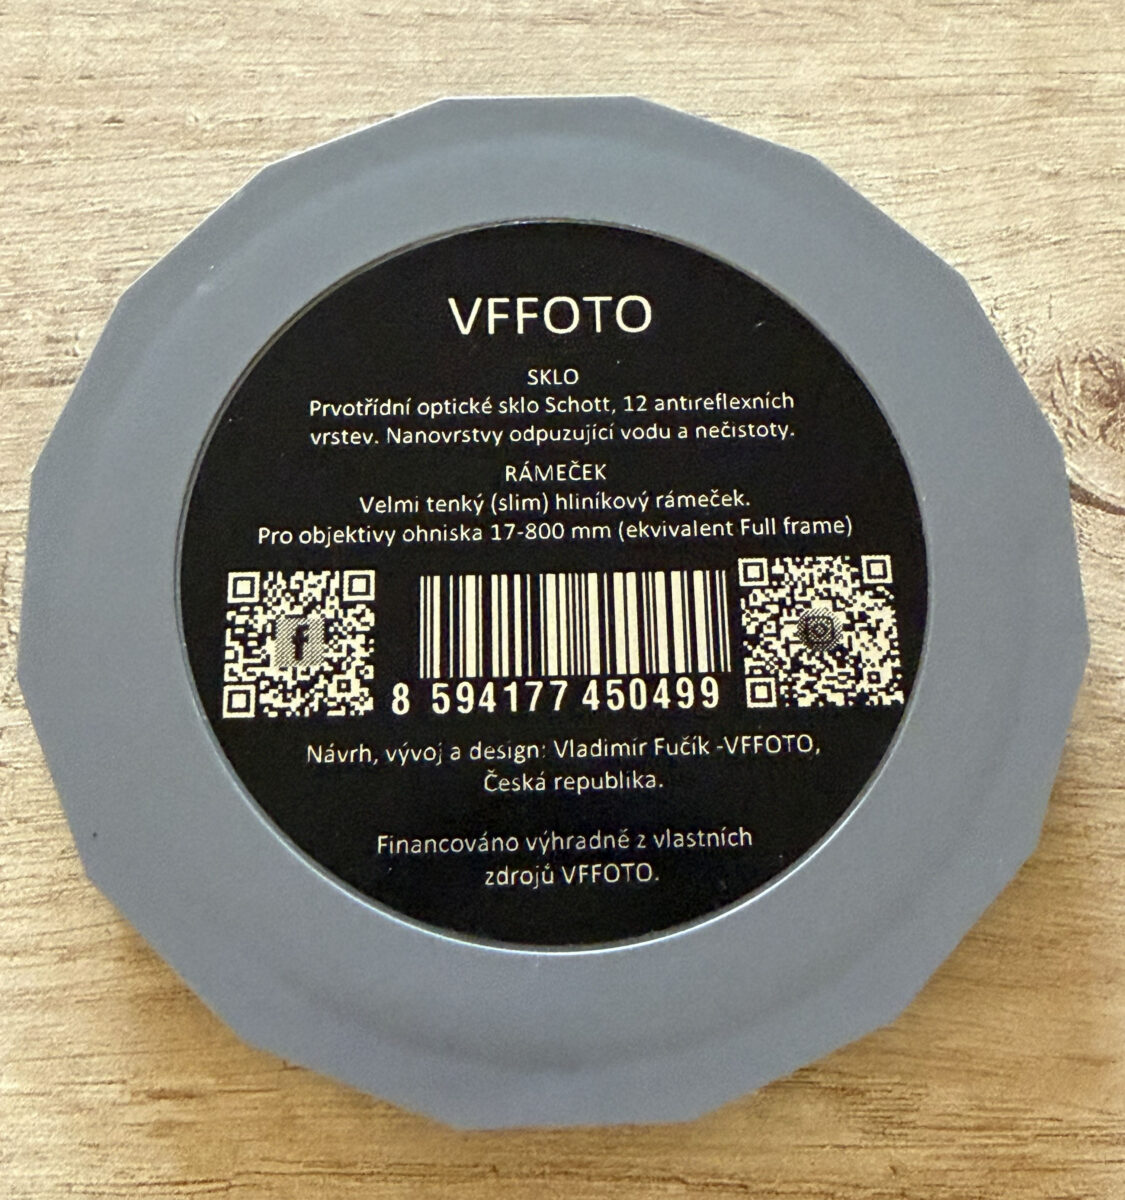 VFFOTO
SKLO
Prvotřídní optické sklo Schott, 12 antireflexních
vrstev. Nanovrstvy odpuzující vodu a nečistoty.
RÁMEČEK
Velmi tenký (slim) hliníkový rámeček.
Pro objektivy ohniska 17-800 mm (ekvivalent Full frame)
8 594177 450499
Návrh, vývoj a design: Vladimír Fučík -VFFOTO,
Česká republika.
Financováno výhradně z vlastních
zdrojů VFFOTO.